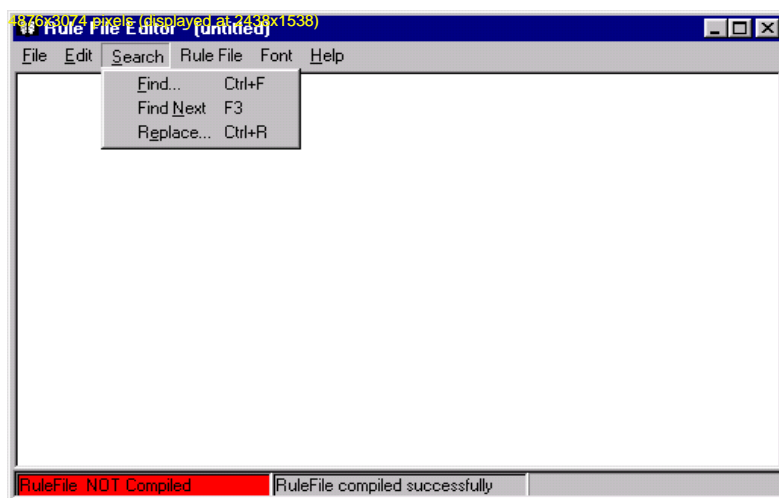 4876x3074 pixels (displayed at 2438x1538)
Rule File Editor - (untitled)
File Edit Search Rule File Font Help
Find... Ctrl+F
Find Next F3
Replace... Ctrl+R
RuleFile NOT Compiled RuleFile compiled successfully